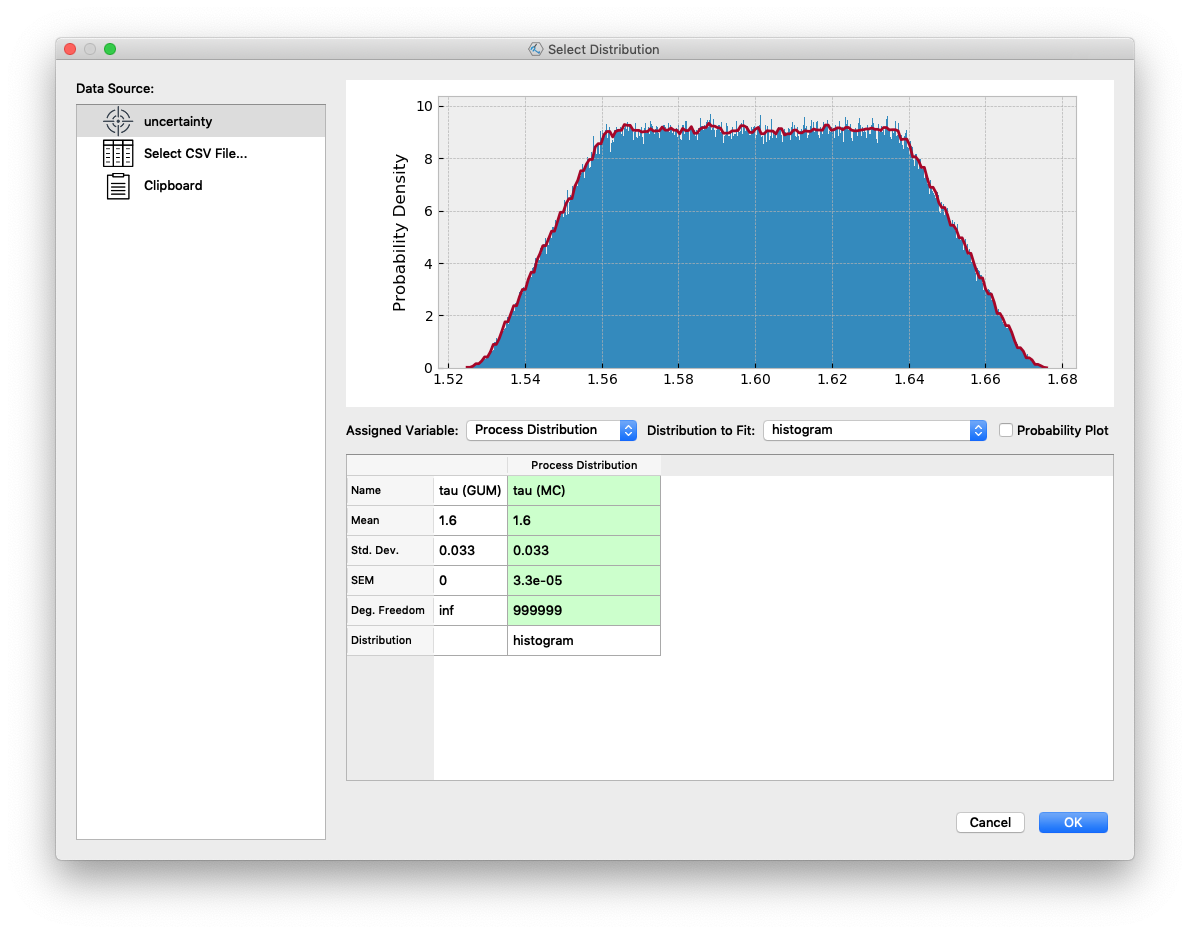 Select Distribution
Data Source:
uncertainty
Select CSV File...
Clipboard
Probability Density
10
8
6
4
2
0
1.52 1.54 1.56 1.58 1.60 1.62 1.64 1.66 1.68
Assigned Variable: Process Distribution Distribution to Fit: histogram Probability Plot
Process Distribution
Name tau (GUM) tau (MC)
Mean 1.6 1.6
Std. Dev. 0.033 0.033
SEM 0 3.3e-05
Deg. Freedom inf 999999
Distribution histogram
Cancel OK